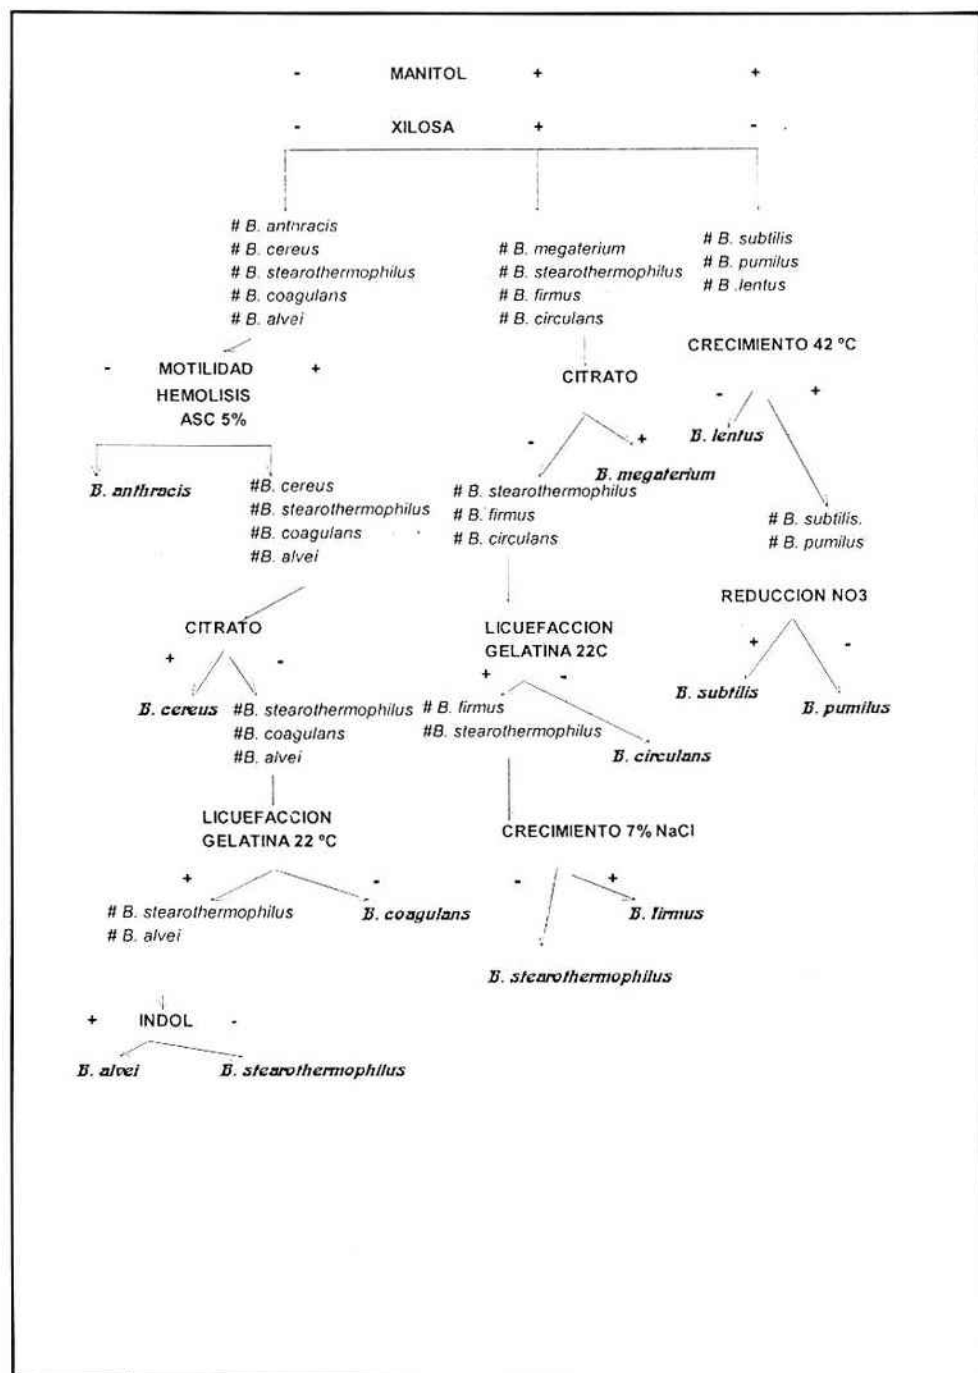 - MANITOL + +
- XILOSA + -
# B. anthracis
# B. cereus
# B. stearothermophilus
# B. coagulans
# B. alvei
# B. megaterium
# B. stearothermophilus
# B. firmus
# B. circulans
# B. subtilis
# B. pumilus
# B .lentus
- MOTILIDAD +
HEMOLISIS
ASC 5%
CITRATO
- +
CRECIMIENTO 42 ºC
- +
B. lentus
B. anthracis
#B. cereus
#B. stearothermophilus
#B. coagulans
#B. alvei
B. megaterium
# B. stearothermophilus
# B. firmus
# B. circulans
# B. subtilis.
# B. pumilus
CITRATO
+ -
B. cereus
#B. stearothermophilus
#B. coagulans
#B. alvei
LICUEFACCION
GELATINA 22C
+ -
# B. firmus
#B. stearothermophilus
B. circulans
REDUCCION NO3
+ -
B. subtilis
B. pumilus
LICUEFACCION
GELATINA 22 ºC
+ -
# B. stearothermophilus
# B. alvei
B. coagulans
CRECIMIENTO 7% NaCl
- +
B. firmus
B. stearothermophilus
+ INDOL -
B. alvei B. stearothermophilus